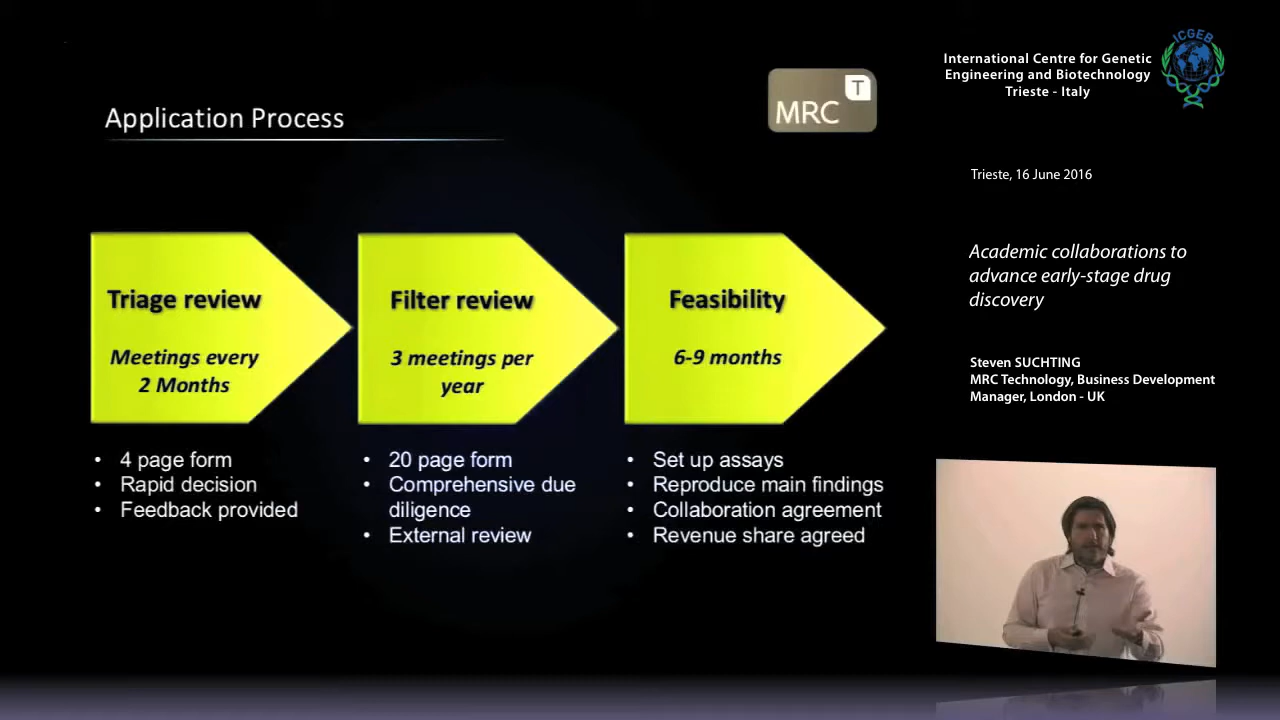 Application Process
MRC
T
ICGEB
International Centre for Genetic
Engineering and Biotechnology
Trieste - Italy
Trieste, 16 June 2016
Academic collaborations to
advance early-stage drug
discovery
Steven SUCHTING
MRC Technology, Business Development
Manager, London - UK
Triage review
Meetings every
2 Months
• 4 page form
• Rapid decision
• Feedback provided
Filter review
3 meetings per
year
• 20 page form
• Comprehensive due
diligence
• External review
Feasibility
6-9 months
• Set up assays
• Reproduce main findings
• Collaboration agreement
• Revenue share agreed